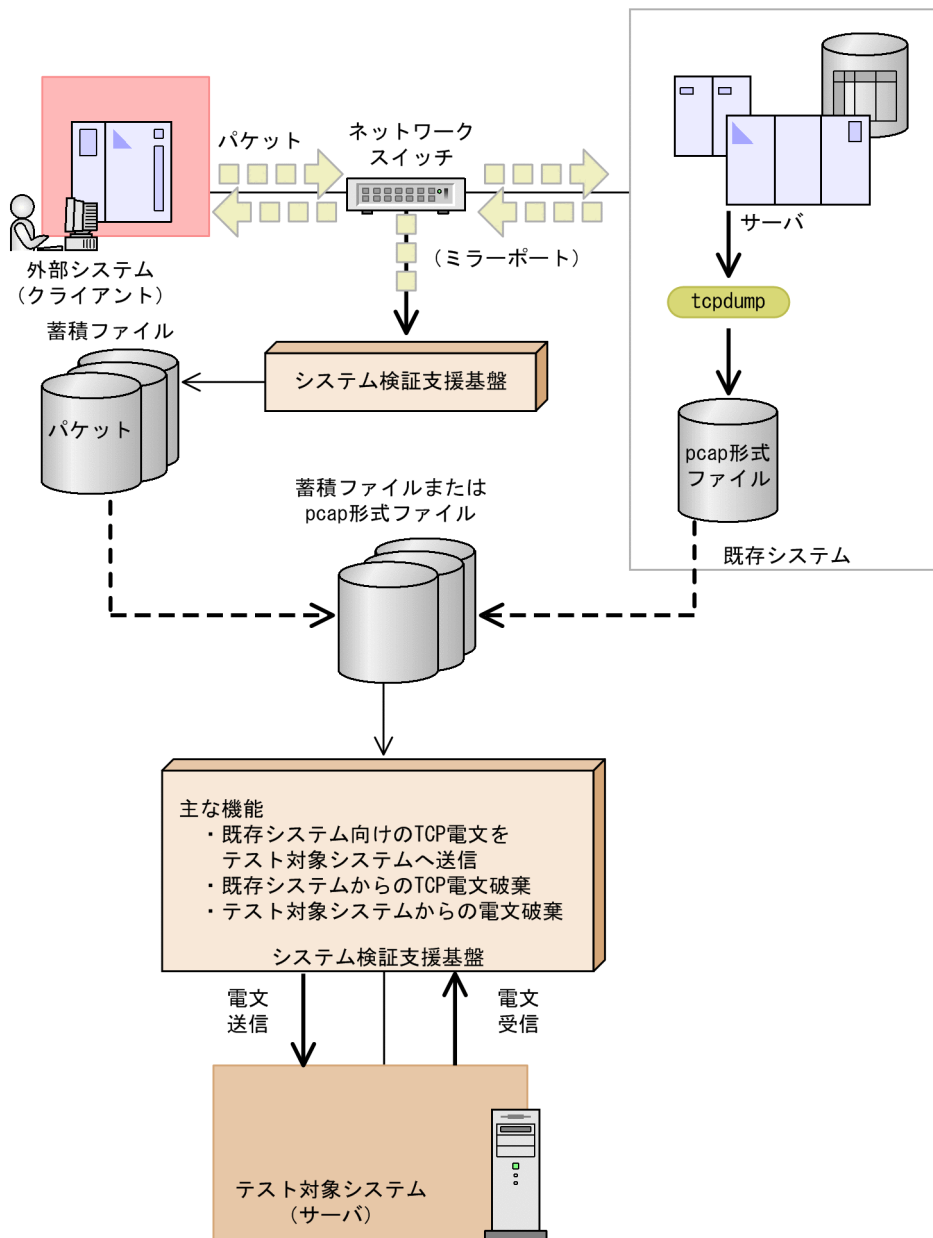 パケット
ネットワーク
スイッチ
サーバ
(ミラーポート)
外部システム
(クライアント)
tcpdump
蓄積ファイル
システム検証支援基盤
パケット
pcap形式
ファイル
蓄積ファイルまたは
pcap形式ファイル
既存システム
主な機能
・既存システム向けのTCP電文を
テスト対象システムへ送信
・既存システムからのTCP電文破棄
・テスト対象システムからの電文破棄
システム検証支援基盤
電文
送信
電文
受信
テスト対象システム
(サーバ)